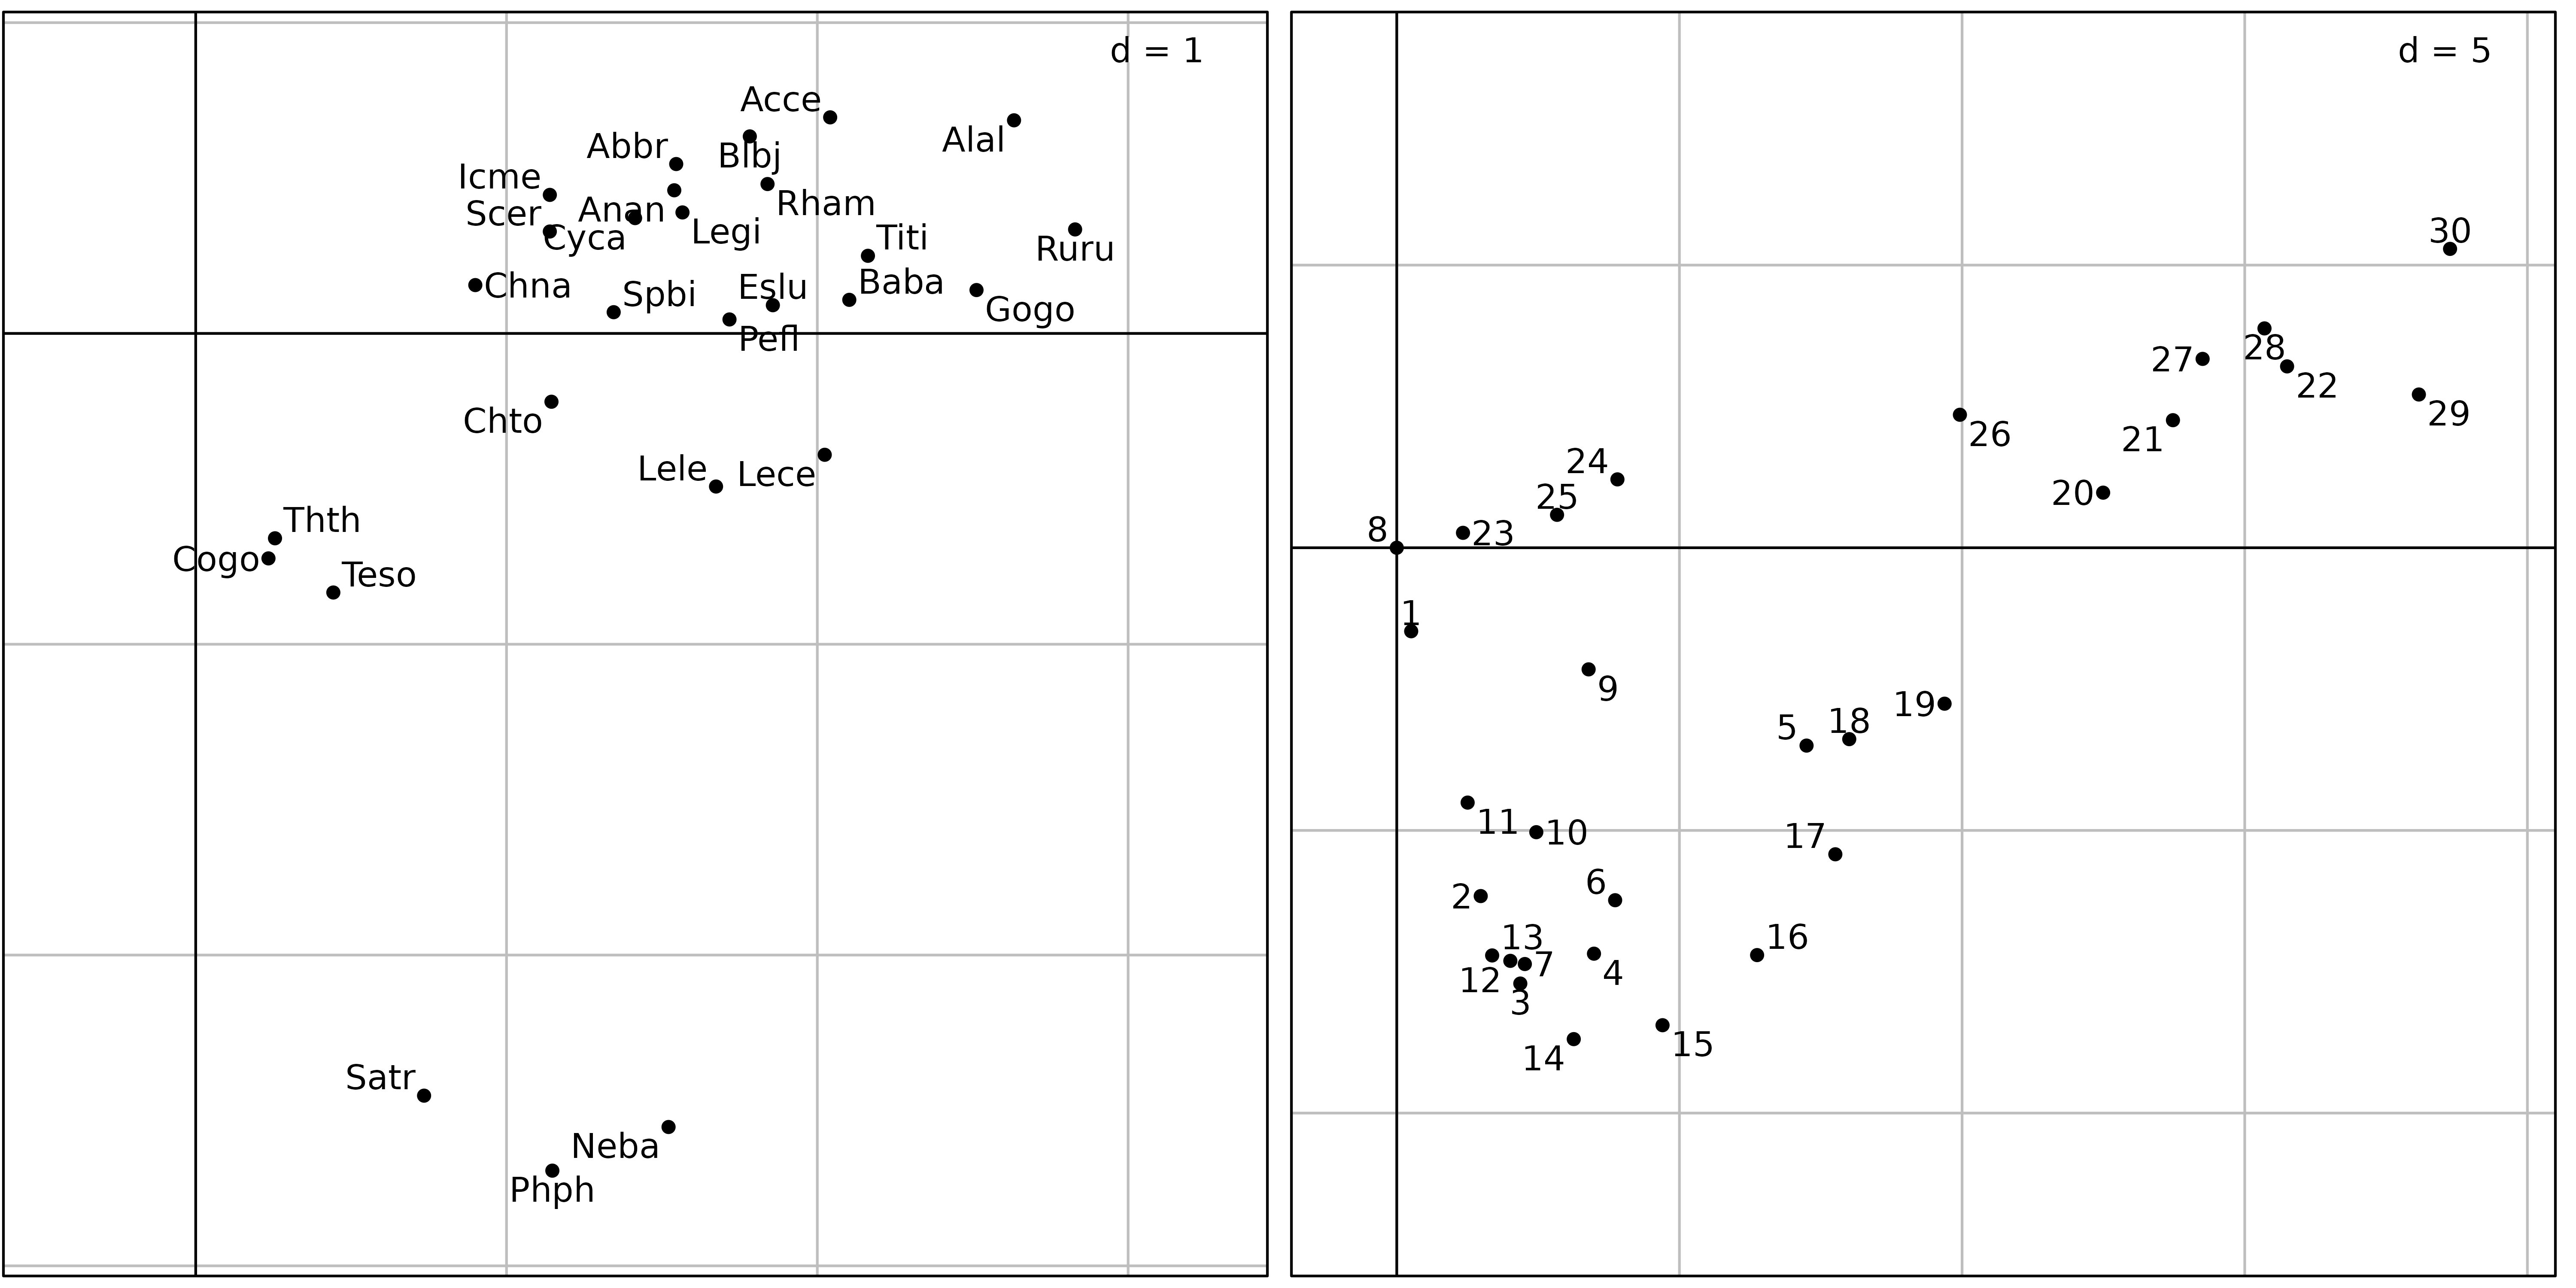 d = 1
Acce
Alal
Abbr
Blbj
Icme
Rham
Anan
Scer
Legi
Cyca
Titi
Ruru
Baba
Chna
Eslu
Spbi
Gogo
Pefl
Chto
Lele
Lece
Thth
Cogo
Teso
Satr
Neba
Phph
d = 5
30
28
27
22
29
26
21
24
20
25
8
23
1
9
19
18
5
11
10
17
6
2
13
16
7
4
12
3
15
14